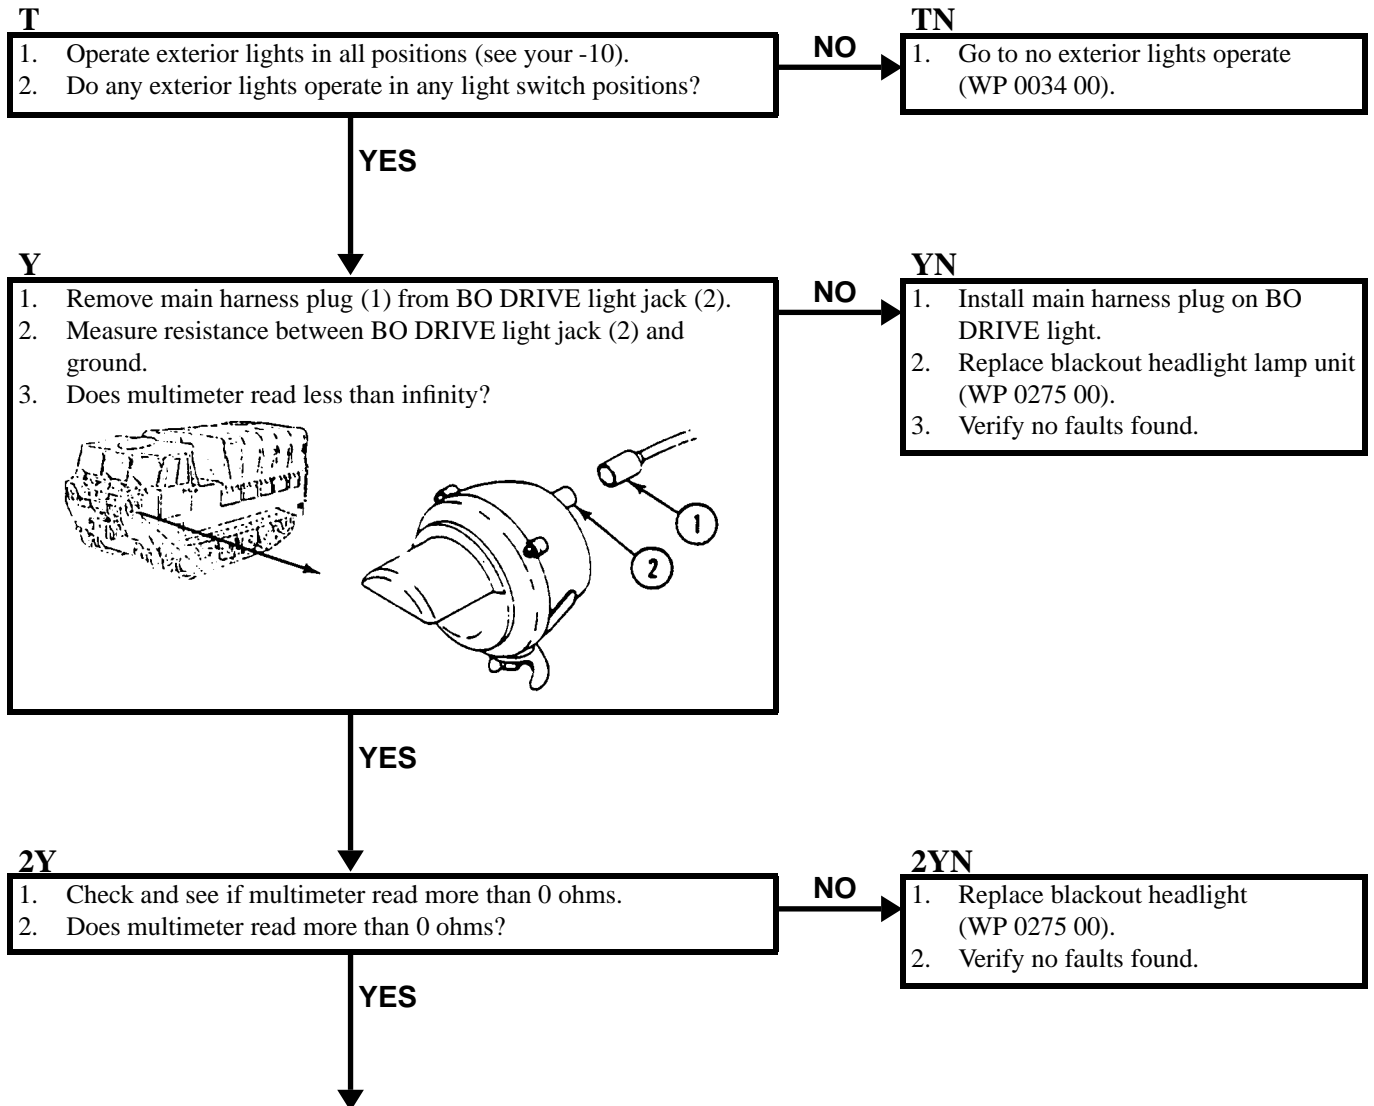 T
1. Operate exterior lights in all positions (see your -10).
2. Do any exterior lights operate in any light switch positions?
NO
TN
1. Go to no exterior lights operate
(WP 0034 00).
YES
Y
1. Remove main harness plug (1) from BO DRIVE light jack (2).
2. Measure resistance between BO DRIVE light jack (2) and
ground.
3. Does multimeter read less than infinity?
1
2
NO
YN
1. Install main harness plug on BO
DRIVE light.
2. Replace blackout headlight lamp unit
(WP 0275 00).
3. Verify no faults found.
YES
2Y
1. Check and see if multimeter read more than 0 ohms.
2. Does multimeter read more than 0 ohms?
NO
2YN
1. Replace blackout headlight
(WP 0275 00).
2. Verify no faults found.
YES